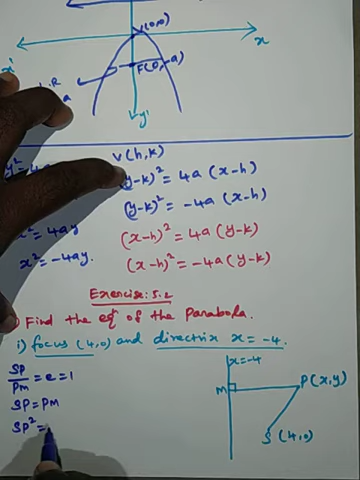 V(0,0)
x'
x
F(0,-a)
L.R
a
y'
V(h,k)
(y-k)² = 4a (x-h)
(y-k)² = -4a (x-h)
x² = 4ay
(x-h)² = 4a (y-k)
x² = -4ay.
(x-h)² = -4a (y-k)
Exercise: 5.2
Find the eqⁿ of the Parabola.
i) focus (4,0) and directrix x = -4.
SP/PM = e = 1
SP = PM
SP² =
x = -4
M
P(x,y)
S (4,0)